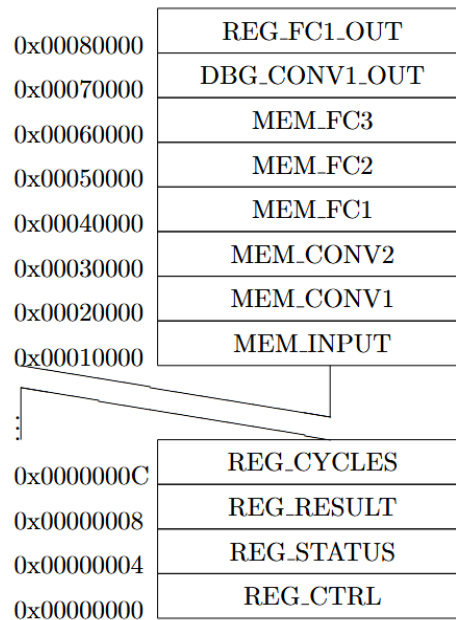 REG_FC1_OUT
0x00080000
DBG_CONV1_OUT
0x00070000
MEM_FC3
0x00060000
MEM_FC2
0x00050000
MEM_FC1
0x00040000
MEM_CONV2
0x00030000
MEM_CONV1
0x00020000
MEM_INPUT
0x00010000
⋮
REG_CYCLES
0x0000000C
REG_RESULT
0x00000008
REG_STATUS
0x00000004
REG_CTRL
0x00000000